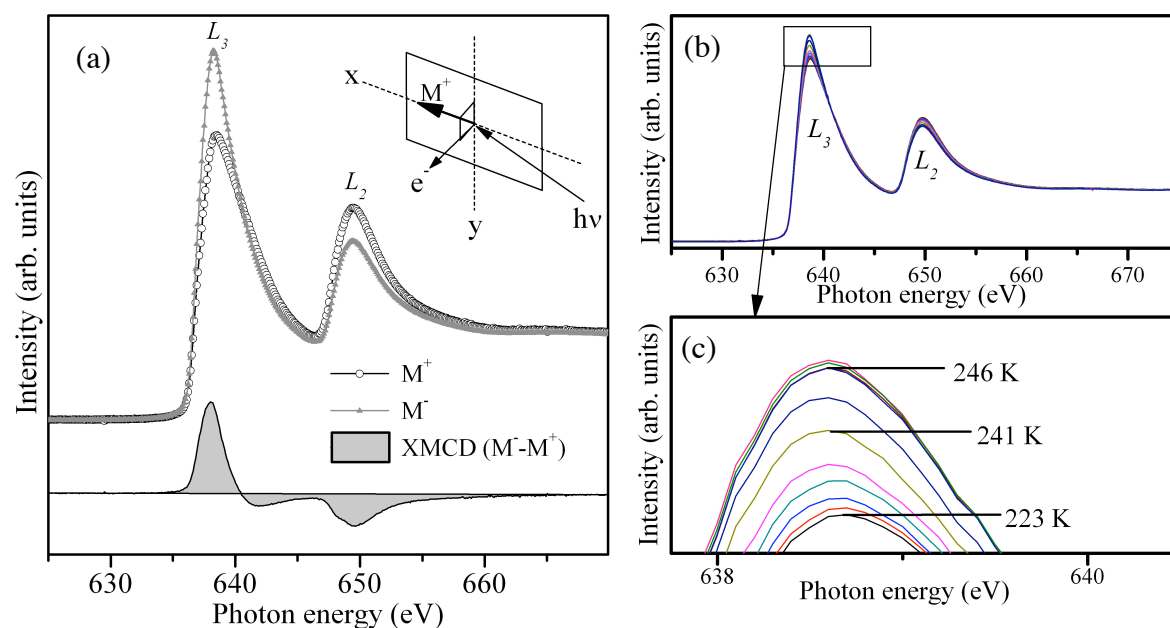 (a)
L3
L2
x
M+
e-
y
hν
M+
M-
XMCD (M- -M+)
Intensity (arb. units)
630 640 650 660
Photon energy (eV)
(b)
L3
L2
Intensity (arb. units)
630 640 650 660 670
Photon energy (eV)
(c)
246 K
241 K
223 K
Intensity (arb. units)
638 640
Photon energy (eV)